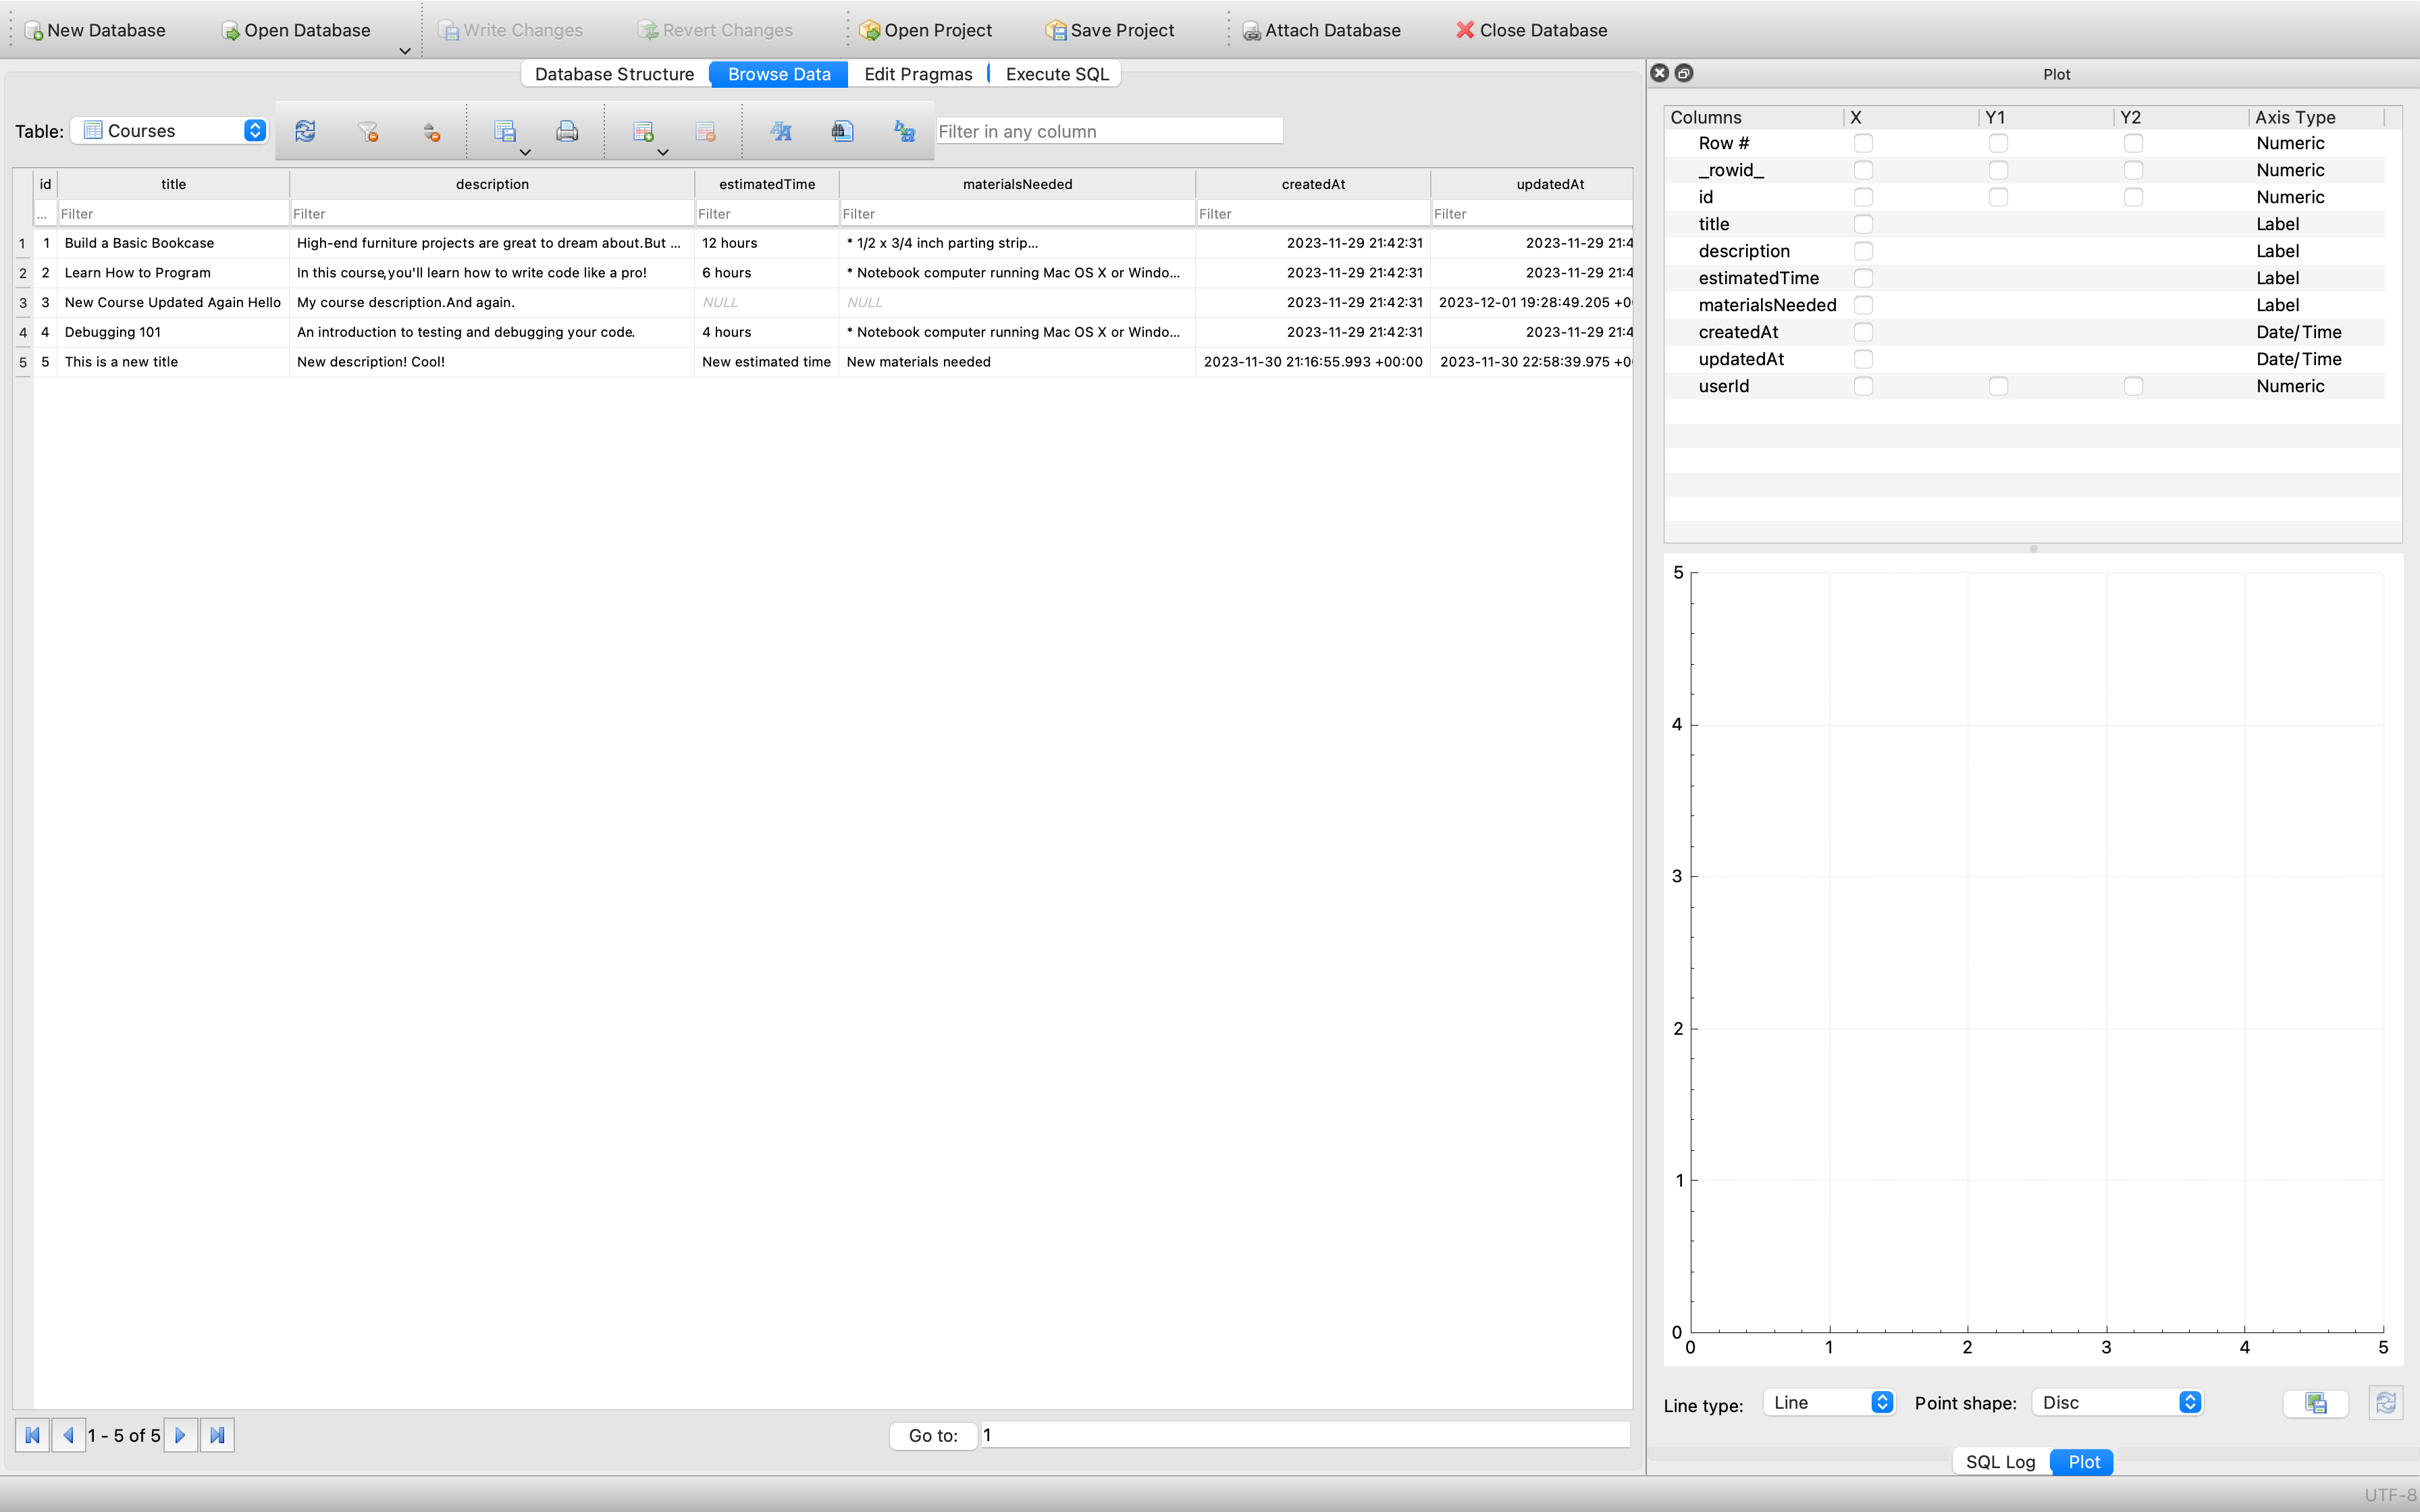 New Database Open Database Write Changes Revert Changes Open Project Save Project Attach Database Close Database
Database Structure Browse Data Edit Pragmas Execute SQL
Table: Courses Filter in any column
id title description estimatedTime materialsNeeded createdAt updatedAt
... Filter Filter Filter Filter Filter Filter
1 1 Build a Basic Bookcase High-end furniture projects are great to dream about.But ... 12 hours * 1/2 x 3/4 inch parting strip... 2023-11-29 21:42:31 2023-11-29 21:4
2 2 Learn How to Program In this course,you'll learn how to write code like a pro! 6 hours * Notebook computer running Mac OS X or Windo... 2023-11-29 21:42:31 2023-11-29 21:4
3 3 New Course Updated Again Hello My course description.And again. NULL NULL 2023-11-29 21:42:31 2023-12-01 19:28:49.205 +0
4 4 Debugging 101 An introduction to testing and debugging your code. 4 hours * Notebook computer running Mac OS X or Windo... 2023-11-29 21:42:31 2023-11-29 21:4
5 5 This is a new title New description! Cool! New estimated time New materials needed 2023-11-30 21:16:55.993 +00:00 2023-11-30 22:58:39.975 +0
1 - 5 of 5 Go to: 1
Plot
Columns X Y1 Y2 Axis Type
Row # Numeric
_rowid_ Numeric
id Numeric
title Label
description Label
estimatedTime Label
materialsNeeded Label
createdAt Date/Time
updatedAt Date/Time
userId Numeric
5
4
3
2
1
0
0 1 2 3 4 5
Line type: Line Point shape: Disc
SQL Log Plot
UTF-8